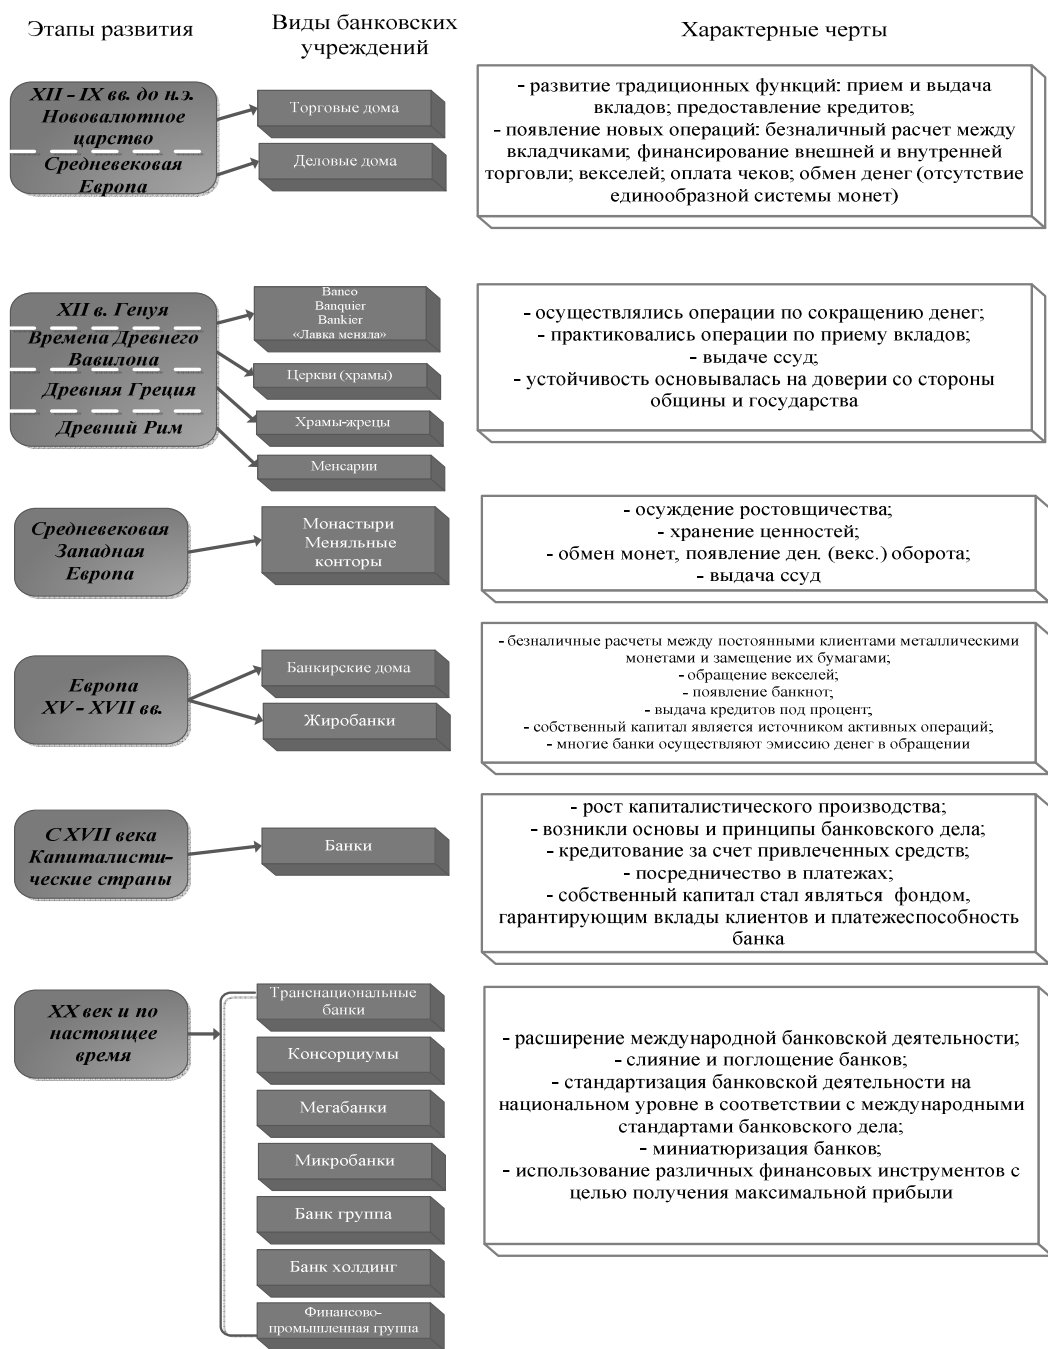 Этапы развития
Виды банковских
учреждений
Характерные черты
XII – IX вв. до н.э.
Нововалютное
царство
Средневековая
Европа
Торговые дома
Деловые дома
- развитие традиционных функций: прием и выдача
вкладов; предоставление кредитов;
- появление новых операций: безналичный расчет между
вкладчиками; финансирование внешней и внутренней
торговли; векселей; оплата чеков; обмен денег (отсутствие
единообразной системы монет)
XII в. Генуя
Времена Древнего
Вавилона
Древняя Греция
Древний Рим
Banco
Banquier
Bankier
«Лавка меняла»
Церкви (храмы)
Храмы-жрецы
Менсарии
- осуществлялись операции по сокращению денег;
- практиковались операции по приему вкладов;
- выдаче ссуд;
- устойчивость основывалась на доверии со стороны
общины и государства
Средневековая
Западная
Европа
Монастыри
Меняльные
конторы
- осуждение ростовщичества;
- хранение ценностей;
- обмен монет, появление ден. (векс.) оборота;
- выдача ссуд
Европа
XV – XVII вв.
Банкирские дома
Жиробанки
- безналичные расчеты между постоянными клиентами металлическими
монетами и замещение их бумагами;
- обращение векселей;
- появление банкнот;
- выдача кредитов под процент;
- собственный капитал является источником активных операций;
- многие банки осуществляют эмиссию денег в обращении
С XVII века
Капиталисти-
ческие страны
Банки
- рост капиталистического производства;
- возникли основы и принципы банковского дела;
- кредитование за счет привлеченных средств;
- посредничество в платежах;
- собственный капитал стал являться фондом,
гарантирующим вклады клиентов и платежеспособность
банка
XX век и по
настоящее
время
Транснациональные
банки
Консорциумы
Мегабанки
Микробанки
Банк группа
Банк холдинг
Финансово-
промышленная группа
- расширение международной банковской деятельности;
- слияние и поглощение банков;
- стандартизация банковской деятельности на
национальном уровне в соответствии с международными
стандартами банковского дела;
- миниатюризация банков;
- использование различных финансовых инструментов с
целью получения максимальной прибыли